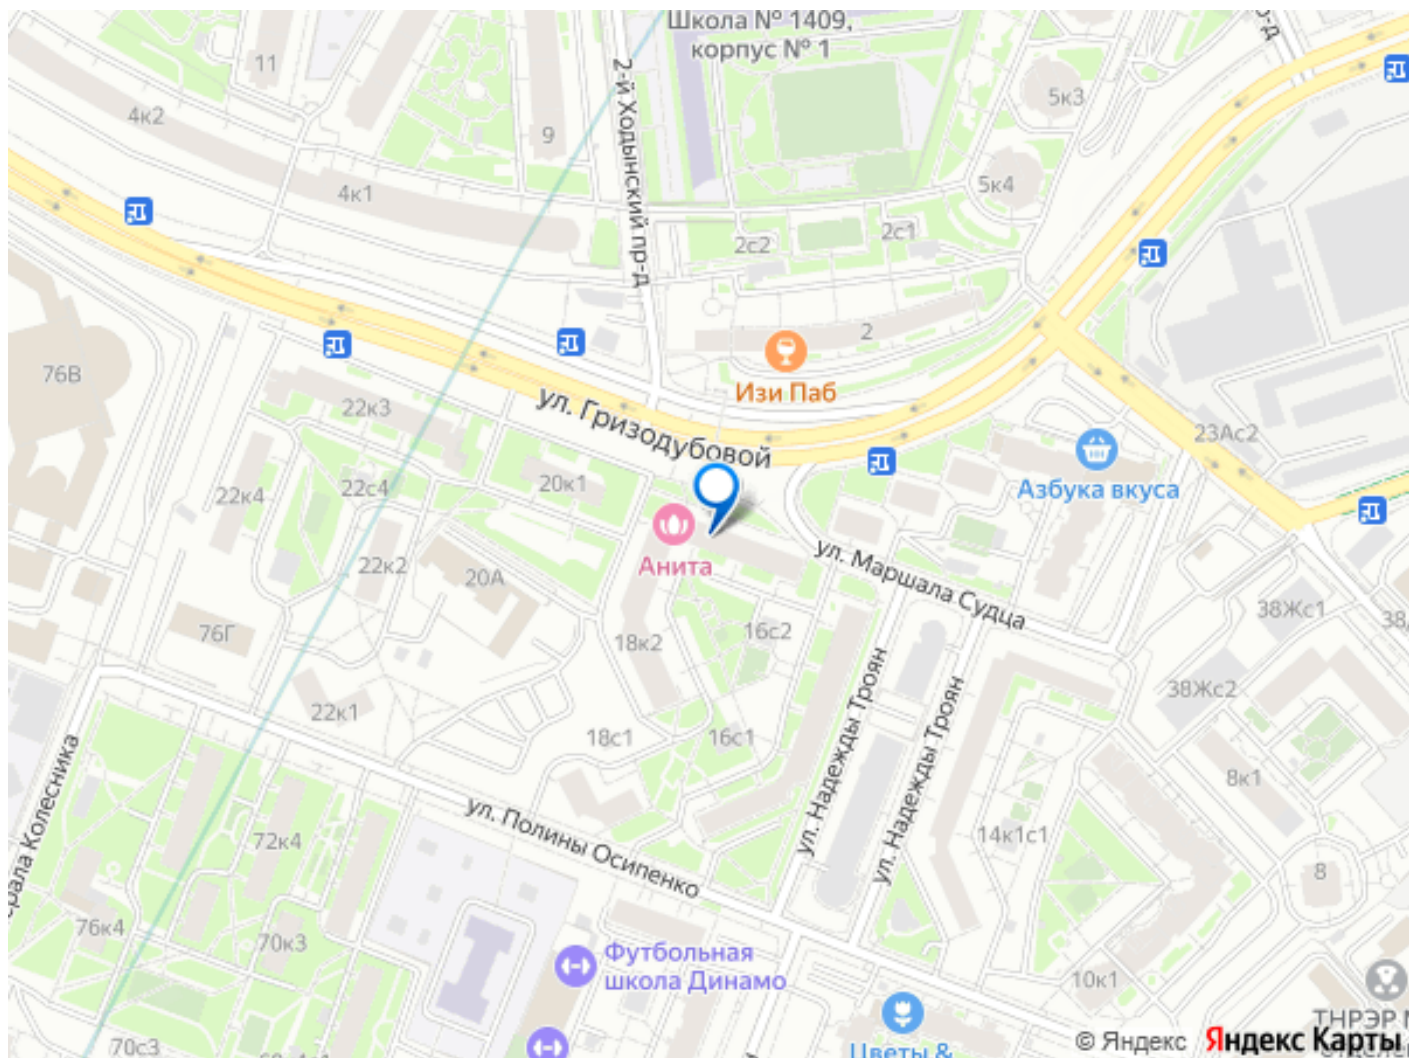 Школа № 1409,
корпус № 1
11
4к2
9
4к1
2-й Ходынский пр-д
5к3
5к4
2с2
2с1
2
Изи Паб
76В
22к3
ул. Гризодубовой
23Ас2
Азбука вкуса
22к4
22с4
20к1
Анита
22к2
20А
ул. Маршала Судца
76Г
18к2
16с2
38Жс1
38Жс2
22к1
18с1
16с1
ул. Надежды Троян
ул. Надежды Троян
8к1
ул. Полины Осипенко
72к4
14к1с1
8
76к4
70к3
Футбольная
школа Динамо
10к1
70с3
Цветы &
ТНРЭР
© Яндекс Яндекс Карты